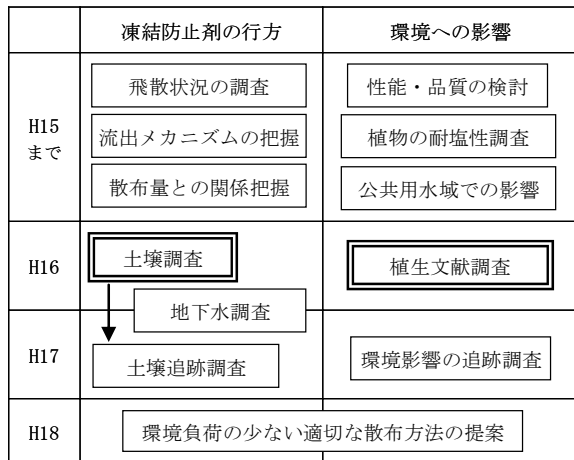 凍結防止剤の行方
環境への影響
H15
まで
飛散状況の調査
性能・品質の検討
流出メカニズムの把握
植物の耐塩性調査
散布量との関係把握
公共用水域での影響
H16
土壌調査
植生文献調査
地下水調査
H17
土壌追跡調査
環境影響の追跡調査
H18
環境負荷の少ない適切な散布方法の提案